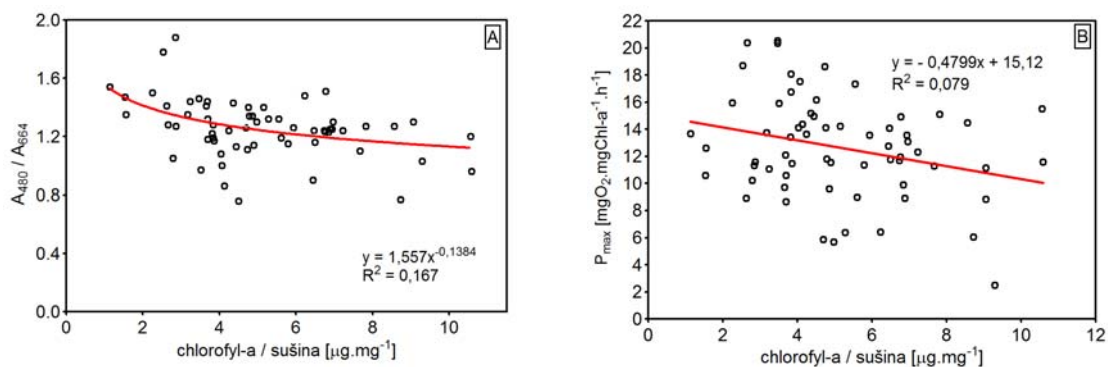 A
2.0
1.6
1.2
0.8
0.4
0.0
A480 / A664
y = 1,557x^-0,1384
R² = 0,167
0 2 4 6 8 10
chlorofyl-a / sušina [µg.mg⁻¹]
B
22
20
18
16
14
12
10
8
6
4
2
0
Pmax [mgO₂.mgChl-a⁻¹.h⁻¹]
y = - 0,4799x + 15,12
R² = 0,079
0 2 4 6 8 10 12
chlorofyl-a / sušina [µg.mg⁻¹]